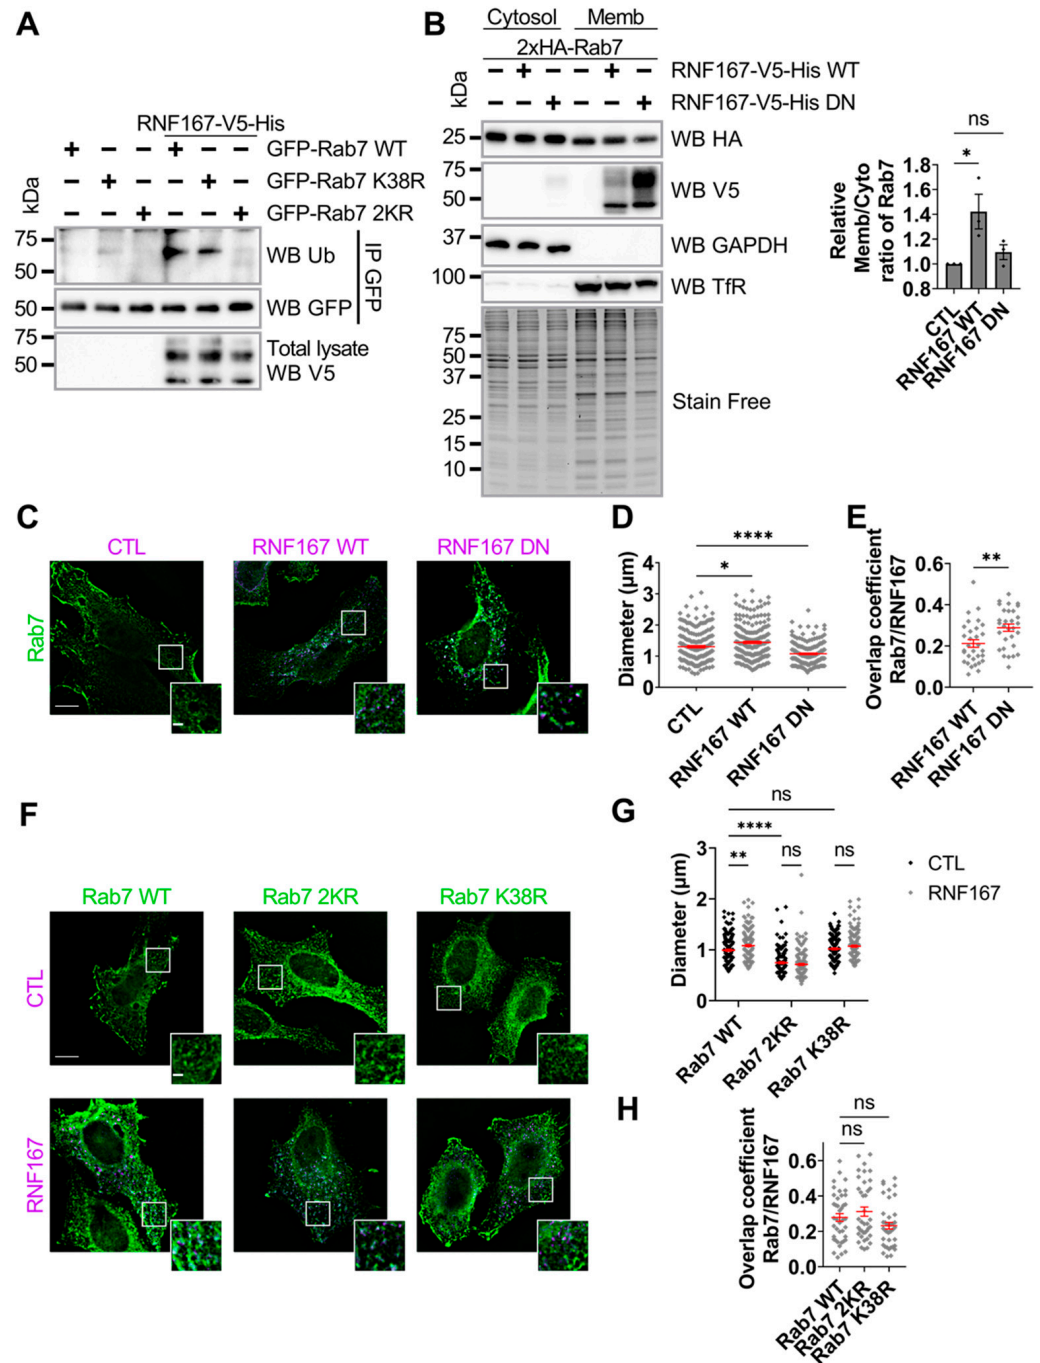 A
RNF167-V5-His
kDa
+ – – + – – GFP-Rab7 WT
– + – – + – GFP-Rab7 K38R
– – + – – + GFP-Rab7 2KR
75
50
WB Ub
50
WB GFP
IP GFP
75
50
Total lysate
WB V5
B
Cytosol Memb
2xHA-Rab7
kDa
– + – – + – RNF167-V5-His WT
– – + – – + RNF167-V5-His DN
25
WB HA
75
50
WB V5
37
WB GAPDH
100
WB TfR
75
50
37
25
15
10
Stain Free
Relative
Memb/Cyto
ratio of Rab7
ns
*
1.8
1.6
1.4
1.2
1.0
0.8
CTL
RNF167 WT
RNF167 DN
C
CTL RNF167 WT RNF167 DN
Rab7
D
Diameter (µm)
****
*
4
3
2
1
0
CTL
RNF167 WT
RNF167 DN
E
Overlap coefficient
Rab7/RNF167
**
0.6
0.4
0.2
0.0
RNF167 WT
RNF167 DN
F
Rab7 WT Rab7 2KR Rab7 K38R
CTL
RNF167
G
Diameter (µm)
ns
****
** ns ns
3
2
1
0
Rab7 WT
Rab7 2KR
Rab7 K38R
CTL
RNF167
H
Overlap coefficient
Rab7/RNF167
ns
ns
0.6
0.4
0.2
0.0
Rab7 WT
Rab7 2KR
Rab7 K38R